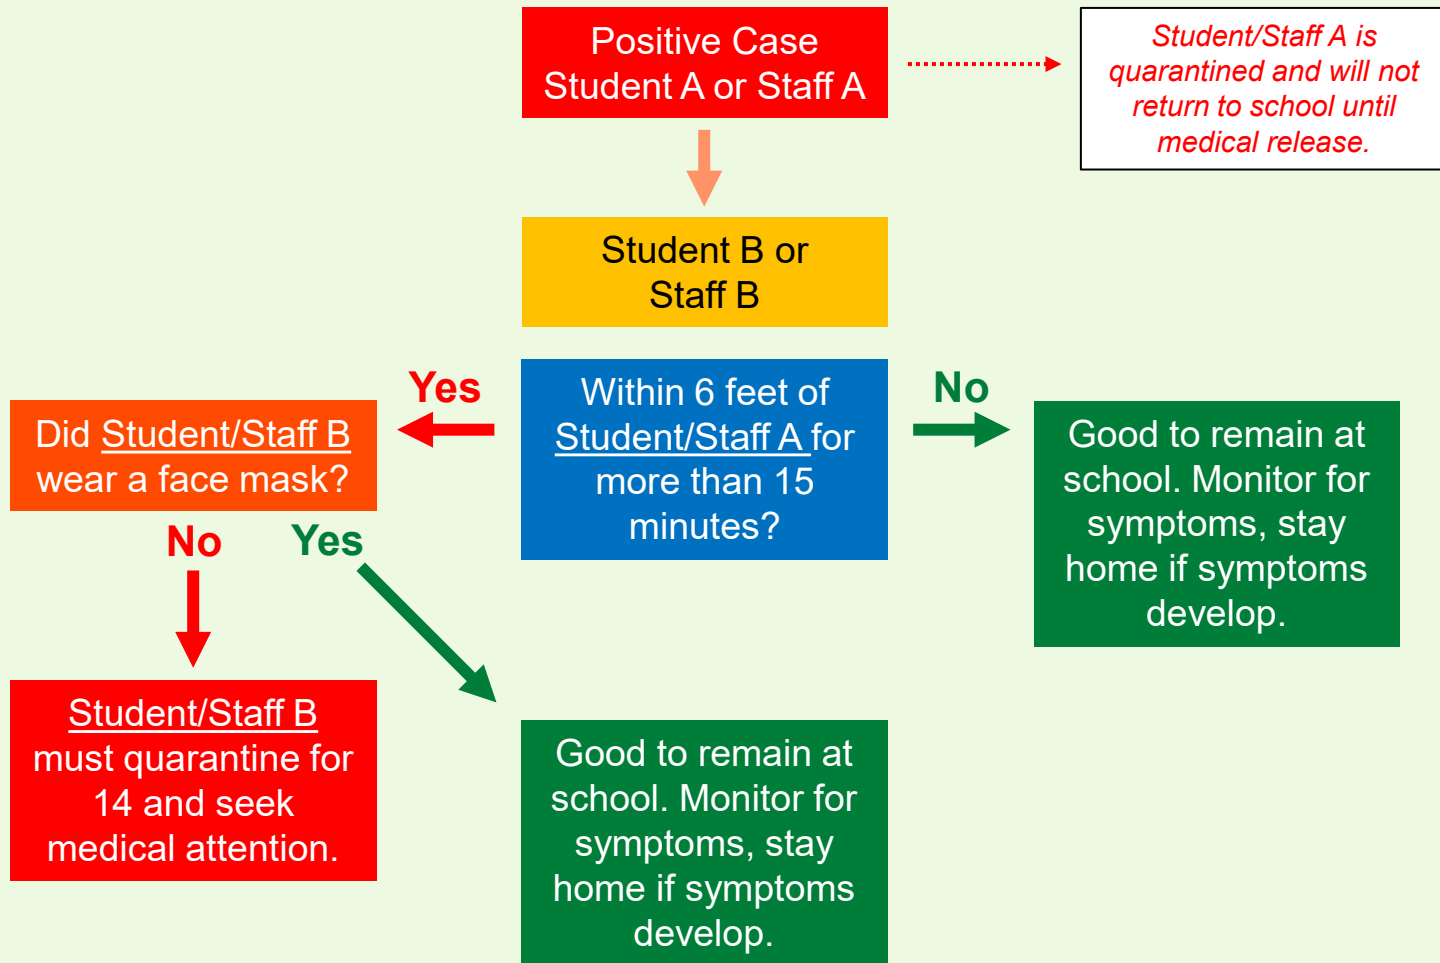 Positive Case
Student A or Staff A
Student/Staff A is
quarantined and will not
return to school until
medical release.
Student B or
Staff B
Within 6 feet of
Student/Staff A for
more than 15
minutes?
Yes
No
Did Student/Staff B
wear a face mask?
Good to remain at
school. Monitor for
symptoms, stay
home if symptoms
develop.
No
Yes
Student/Staff B
must quarantine for
14 and seek
medical attention.
Good to remain at
school. Monitor for
symptoms, stay
home if symptoms
develop.